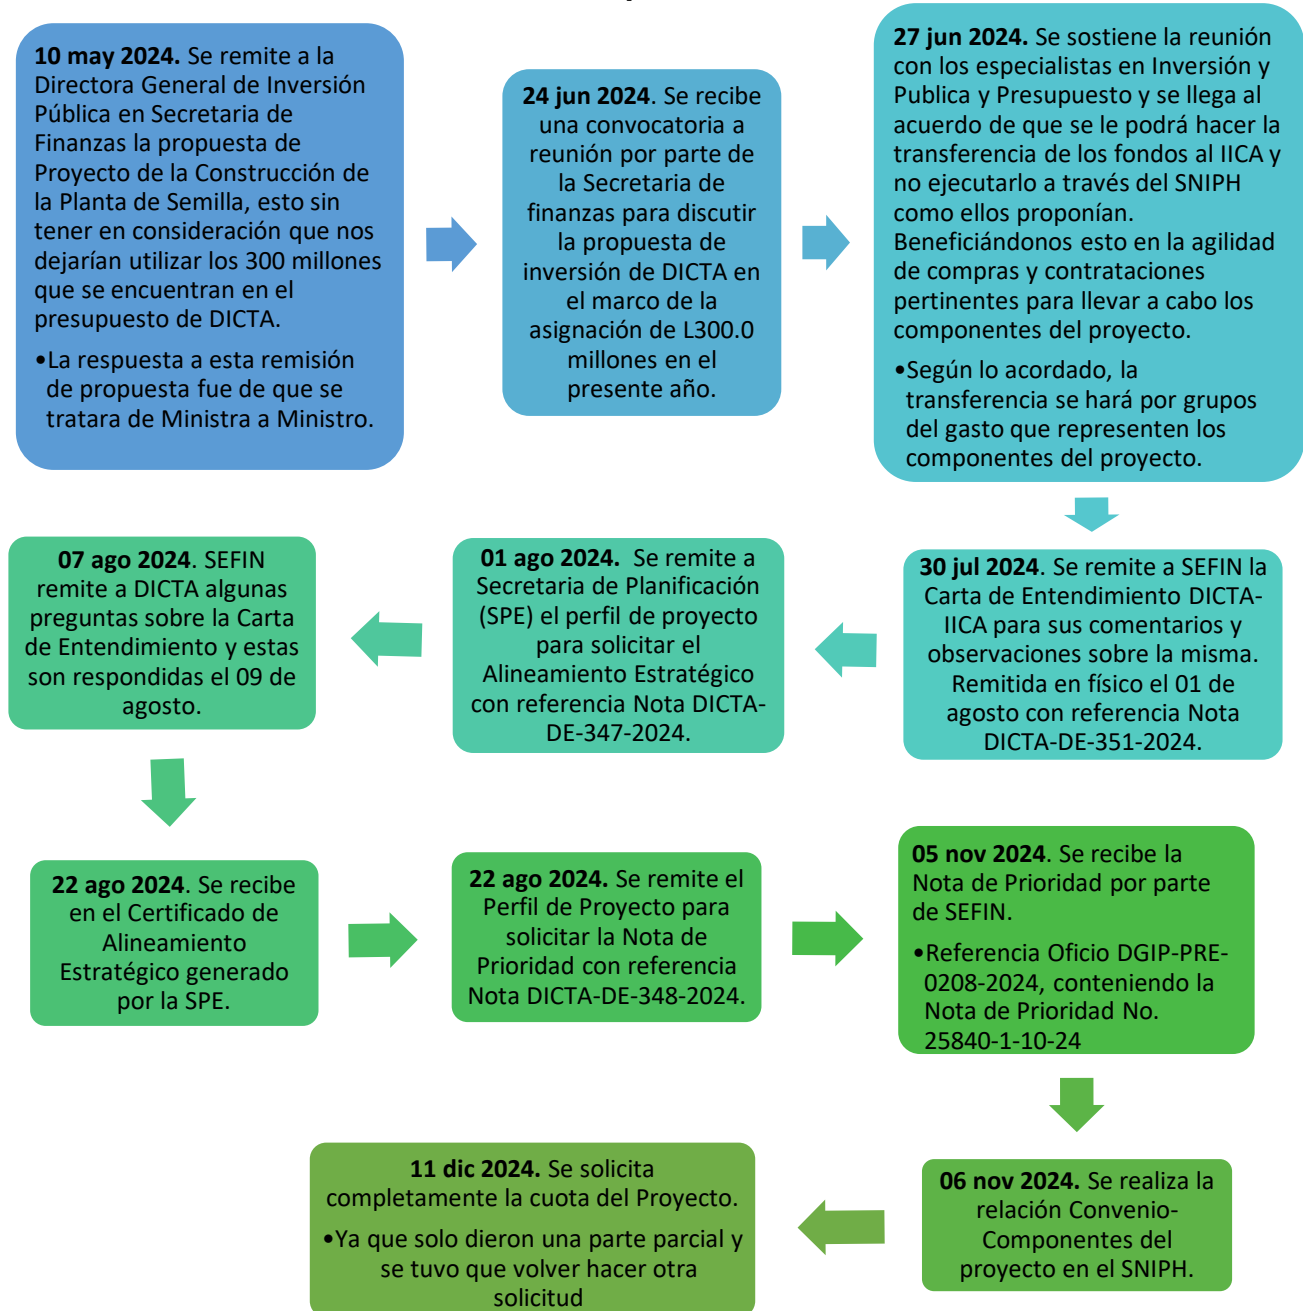 10 may 2024. Se remite a la
Directora General de Inversión
Pública en Secretaria de
Finanzas la propuesta de
Proyecto de la Construcción de
la Planta de Semilla, esto sin
tener en consideración que nos
dejarían utilizar los 300 millones
que se encuentran en el
presupuesto de DICTA.
•La respuesta a esta remisión
de propuesta fue de que se
tratara de Ministra a Ministro.
24 jun 2024. Se recibe
una convocatoria a
reunión por parte de
la Secretaria de
finanzas para discutir
la propuesta de
inversión de DICTA en
el marco de la
asignación de L300.0
millones en el
presente año.
27 jun 2024. Se sostiene la reunión
con los especialistas en Inversión y
Publica y Presupuesto y se llega al
acuerdo de que se le podrá hacer la
transferencia de los fondos al IICA y
no ejecutarlo a través del SNIPH
como ellos proponían.
Beneficiándonos esto en la agilidad
de compras y contrataciones
pertinentes para llevar a cabo los
componentes del proyecto.
•Según lo acordado, la
transferencia se hará por grupos
del gasto que representen los
componentes del proyecto.
30 jul 2024. Se remite a SEFIN la
Carta de Entendimiento DICTA-
IICA para sus comentarios y
observaciones sobre la misma.
Remitida en físico el 01 de
agosto con referencia Nota
DICTA-DE-351-2024.
01 ago 2024. Se remite a
Secretaria de Planificación
(SPE) el perfil de proyecto
para solicitar el
Alineamiento Estratégico
con referencia Nota DICTA-
DE-347-2024.
07 ago 2024. SEFIN
remite a DICTA algunas
preguntas sobre la Carta
de Entendimiento y estas
son respondidas el 09 de
agosto.
22 ago 2024. Se recibe
en el Certificado de
Alineamiento
Estratégico generado
por la SPE.
22 ago 2024. Se remite el
Perfil de Proyecto para
solicitar la Nota de
Prioridad con referencia
Nota DICTA-DE-348-2024.
05 nov 2024. Se recibe la
Nota de Prioridad por parte
de SEFIN.
•Referencia Oficio DGIP-PRE-
0208-2024, conteniendo la
Nota de Prioridad No.
25840-1-10-24
06 nov 2024. Se realiza la
relación Convenio-
Componentes del
proyecto en el SNIPH.
11 dic 2024. Se solicita
completamente la cuota del Proyecto.
•Ya que solo dieron una parte parcial y
se tuvo que volver hacer otra
solicitud